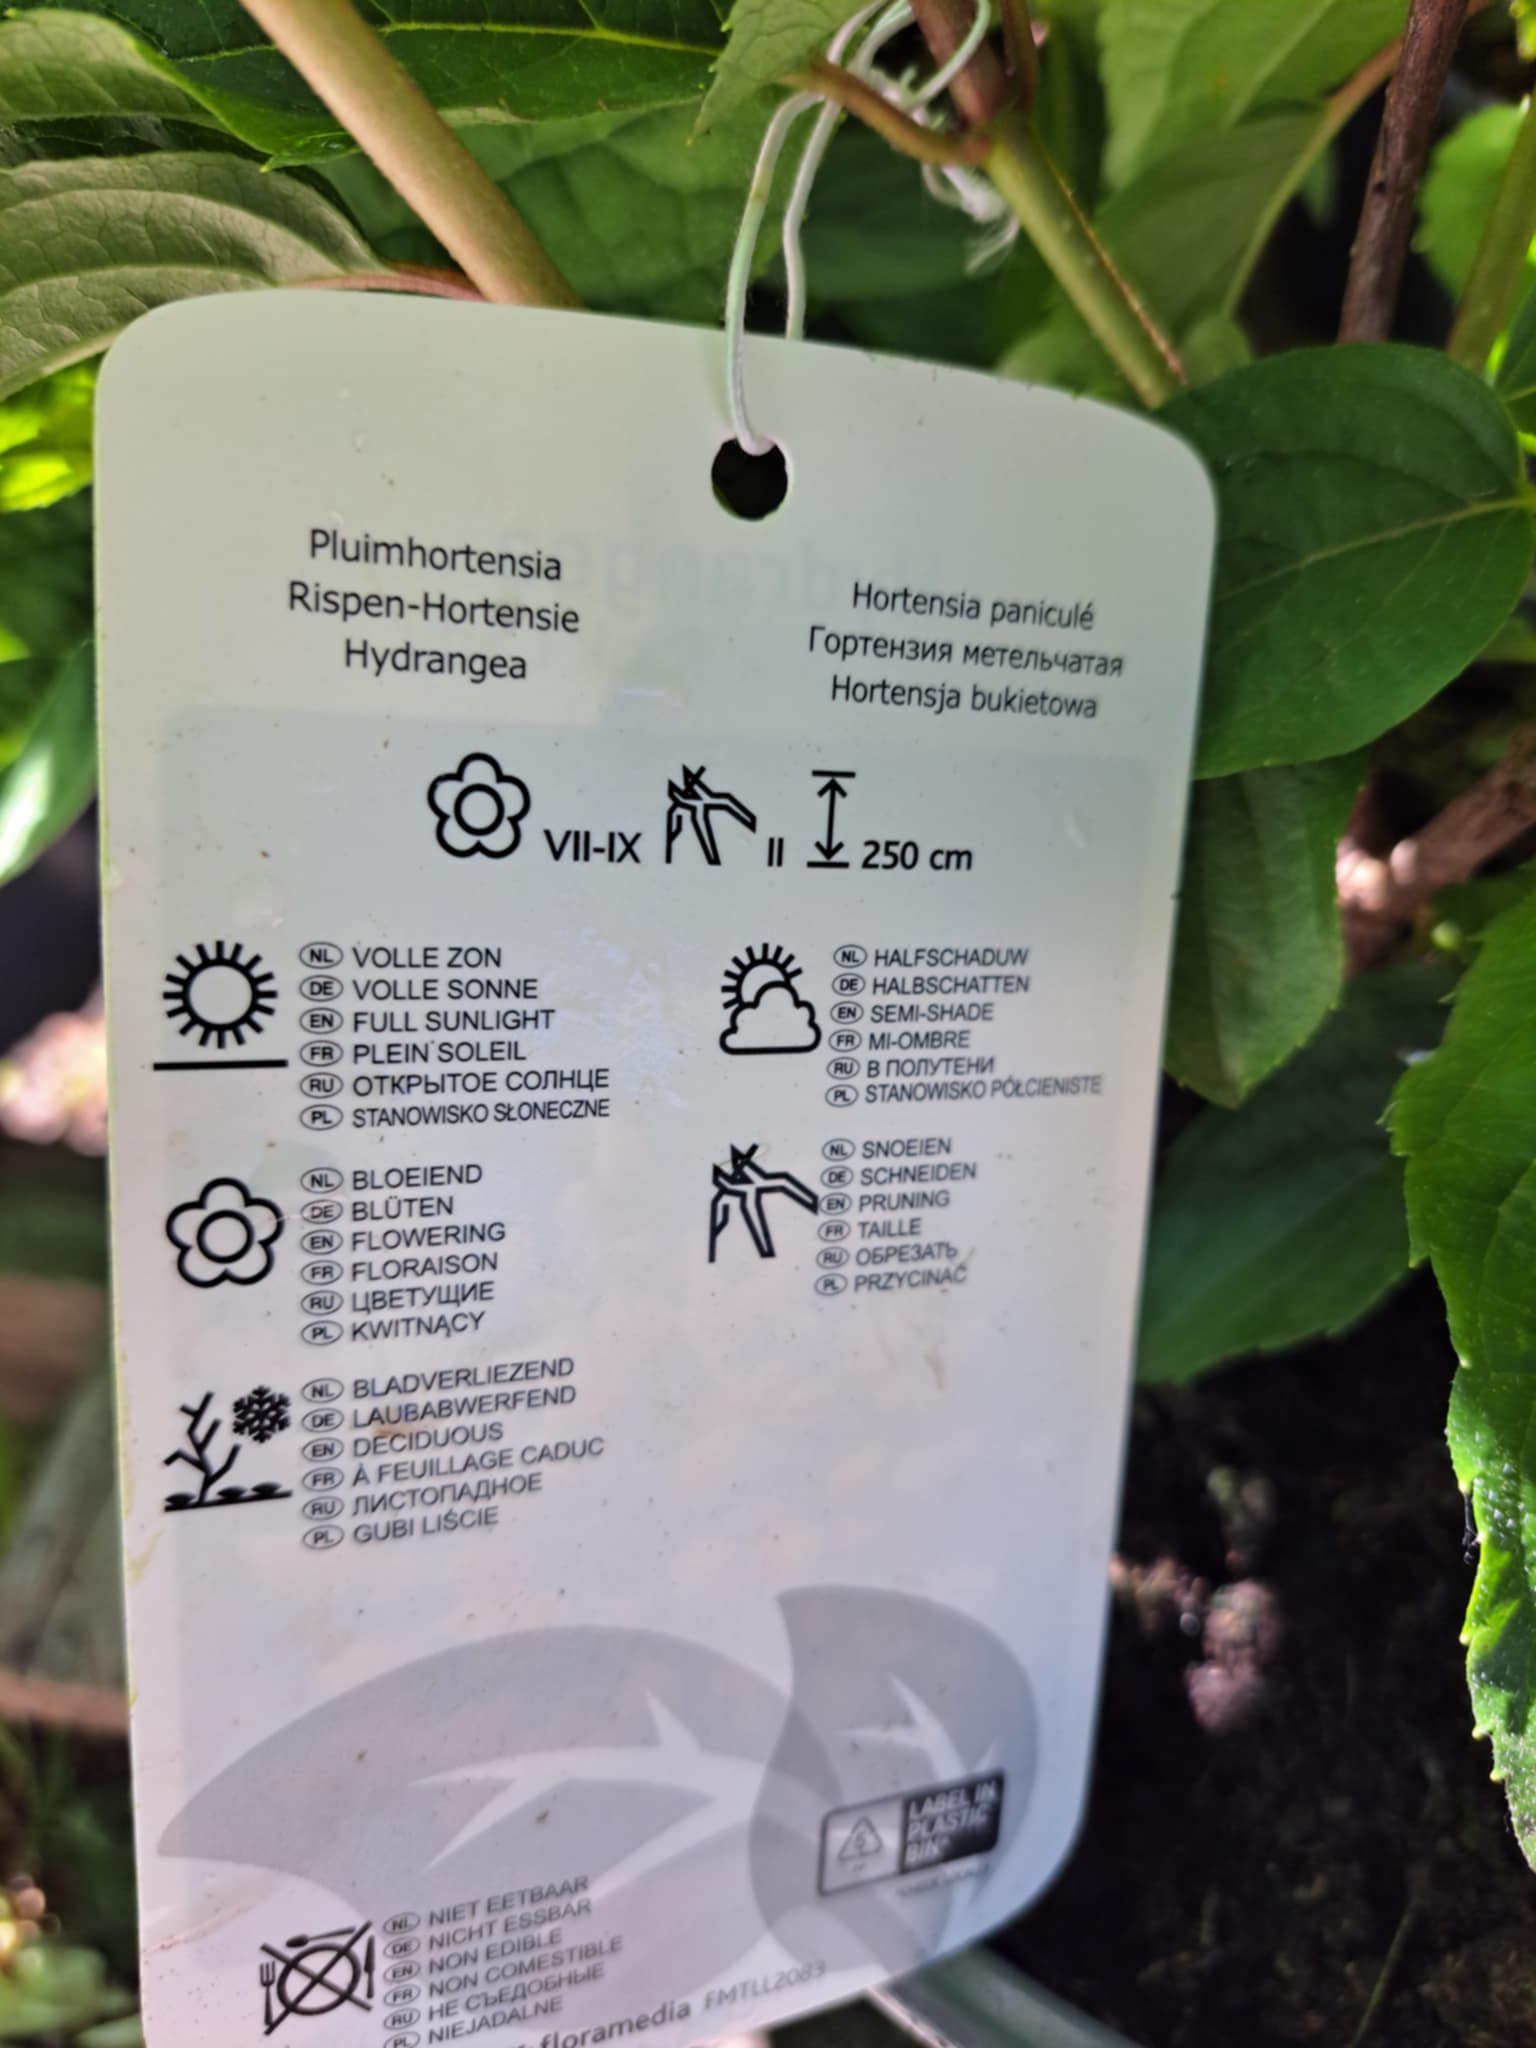 Pluimhortensia
Rispen-Hortensie
Hydrangea
Hortensia paniculé
Гортензия метельчатая
Hortensja bukietowa
VII-IX
II
250 cm
NL VOLLE ZON
DE VOLLE SONNE
EN FULL SUNLIGHT
FR PLEIN SOLEIL
RU ОТКРЫТОЕ СОЛНЦЕ
PL STANOWISKO SŁONECZNE
NL HALFSCHADUW
DE HALBSCHATTEN
EN SEMI-SHADE
FR MI-OMBRE
RU В ПОЛУТЕНИ
PL STANOWISKO PÓŁCIENISTE
NL BLOEIEND
DE BLÜTEN
EN FLOWERING
FR FLORAISON
RU ЦВЕТУЩИЕ
PL KWITNĄCY
NL SNOEIEN
DE SCHNEIDEN
EN PRUNING
FR TAILLE
RU ОБРЕЗАТЬ
PL PRZYCINAĆ
NL BLADVERLIEZEND
DE LAUBABWERFEND
EN DECIDUOUS
FR À FEUILLAGE CADUC
RU ЛИСТОПАДНОЕ
PL GUBI LIŚCIE
LABEL IN
PLASTIC
BIN
NL NIET EETBAAR
DE NICHT ESSBAR
EN NON EDIBLE
FR NON COMESTIBLE
RU НЕ СЪЕДОБНЫЕ
PL NIEJADALNE
floramedia FMTLL2083